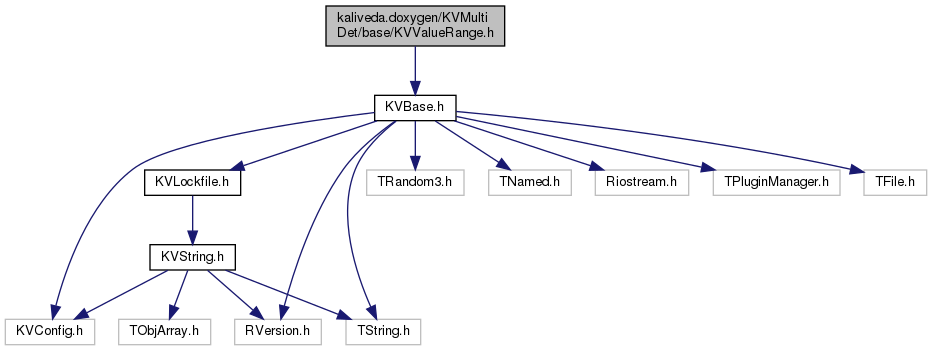 kaliveda.doxygen/KVMulti
Det/base/KVValueRange.h
KVBase.h
KVLockfile.h
TRandom3.h
TNamed.h
Riostream.h
TPluginManager.h
TFile.h
KVString.h
KVConfig.h
TObjArray.h
RVersion.h
TString.h